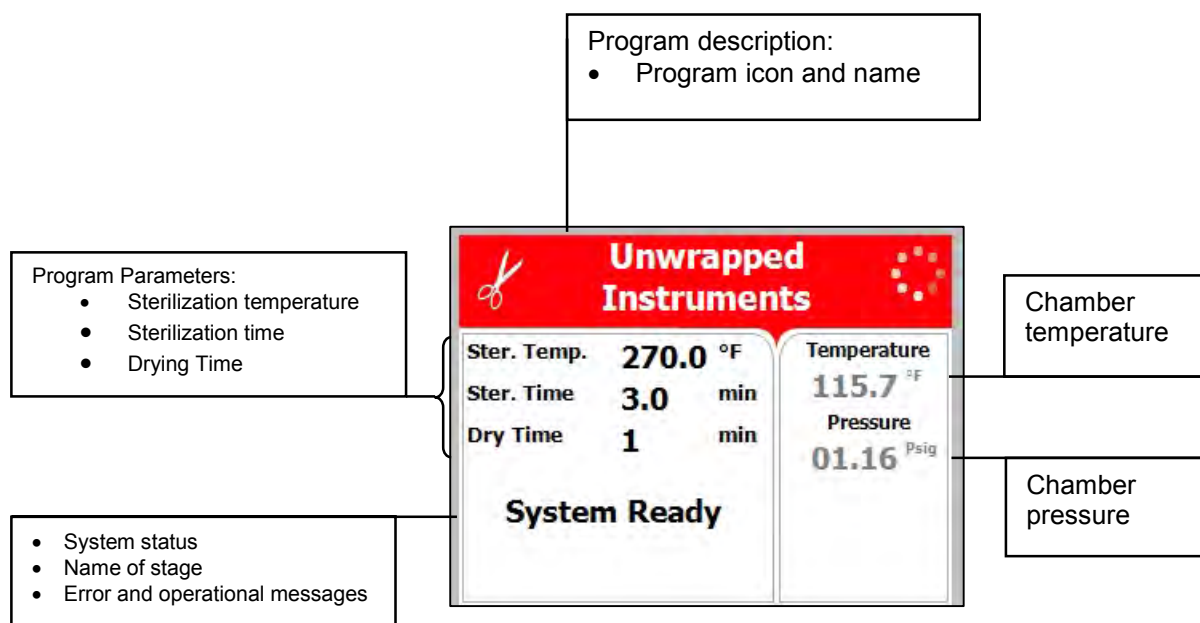 Program description:
• Program icon and name
Program Parameters:
• Sterilization temperature
• Sterilization time
• Drying Time
Unwrapped
Instruments
Ster. Temp. 270.0 °F
Ster. Time 3.0 min
Dry Time 1 min
System Ready
Temperature
115.7 °F
Pressure
01.16 Psig
Chamber
temperature
Chamber
pressure
• System status
• Name of stage
• Error and operational messages